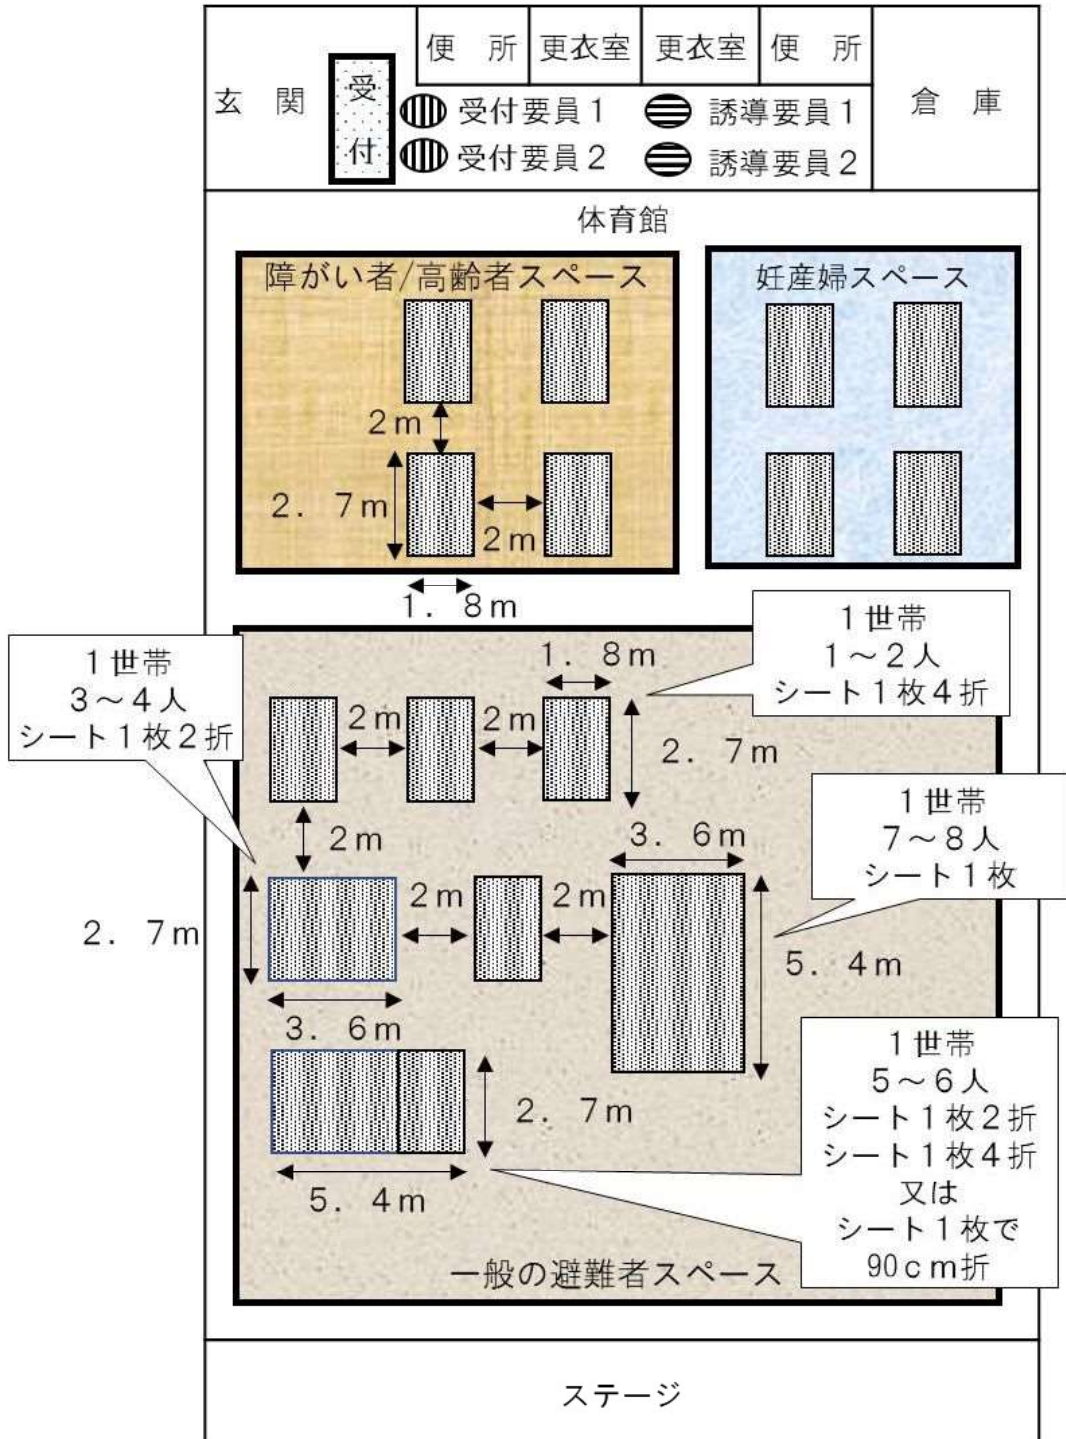 便　所
更衣室
更衣室
便　所
玄　関
受
付
受付要員１
誘導要員１
倉　庫
受付要員２
誘導要員２
体育館
障がい者/高齢者スペース
妊産婦スペース
２ｍ
２．７ｍ
２ｍ
１．８ｍ
１世帯
１～２人
シート１枚４折
１世帯
３～４人
シート１枚２折
１．８ｍ
２ｍ
２ｍ
２．７ｍ
１世帯
７～８人
シート１枚
２ｍ
３．６ｍ
２ｍ
２ｍ
２．７ｍ
５．４ｍ
３．６ｍ
１世帯
５～６人
シート１枚２折
シート１枚４折
又は
シート１枚で
90ｃｍ折
２．７ｍ
５．４ｍ
一般の避難者スペース
ステージ